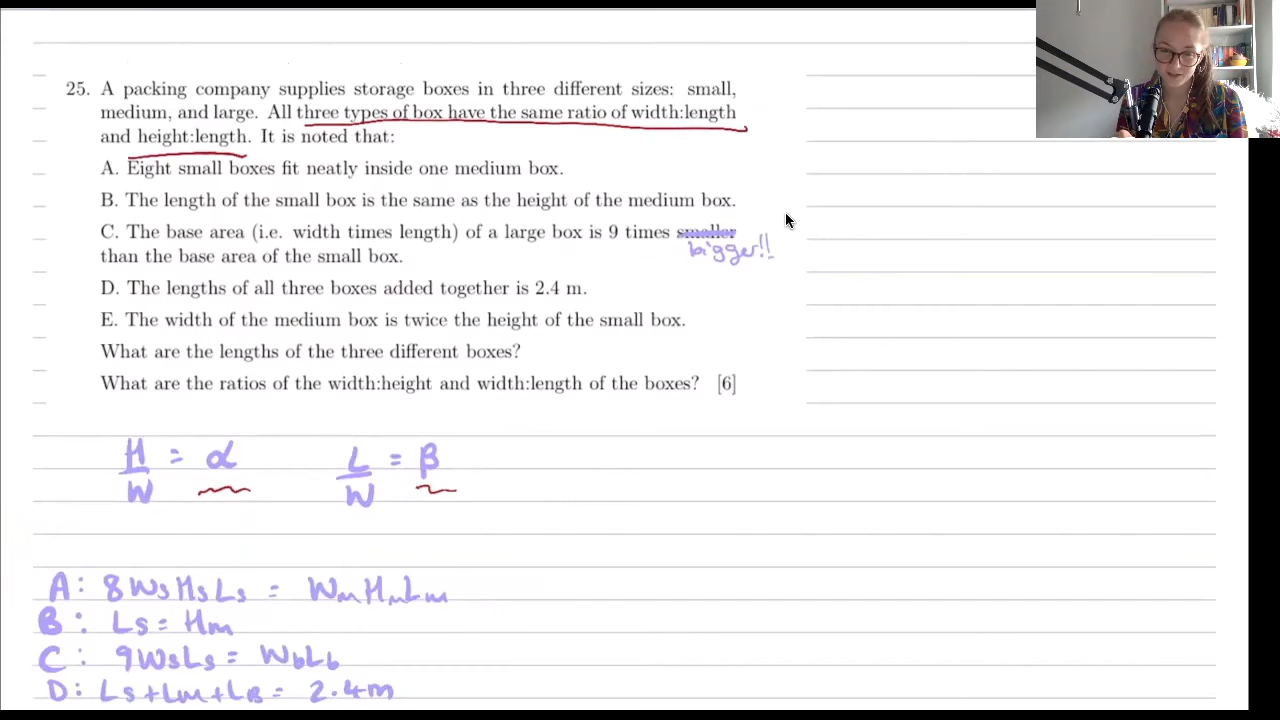 25. A packing company supplies storage boxes in three different sizes: small,
medium, and large. All three types of box have the same ratio of width:length
and height:length. It is noted that:
A. Eight small boxes fit neatly inside one medium box.
B. The length of the small box is the same as the height of the medium box.
C. The base area (i.e. width times length) of a large box is 9 times smaller
bigger!!
than the base area of the small box.
D. The lengths of all three boxes added together is 2.4 m.
E. The width of the medium box is twice the height of the small box.
What are the lengths of the three different boxes?
What are the ratios of the width:height and width:length of the boxes? [6]
H/W = α L/W = β
A: 8WsHsLs = WmHmLm
B: Ls = Hm
C: 9WsLs = WbLb
D: Ls+Lm+LB = 2.4m